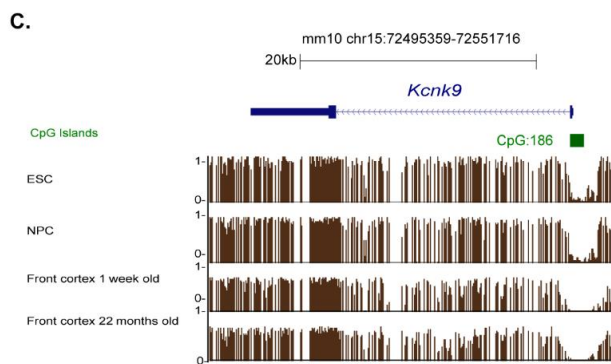 C.
mm10 chr15:72495359-72551716
20kb
Kcnk9
CpG Islands
CpG:186
1-
ESC
0-
1-
NPC
0-
1-
Front cortex 1 week old
0-
1-
Front cortex 22 months old
0-